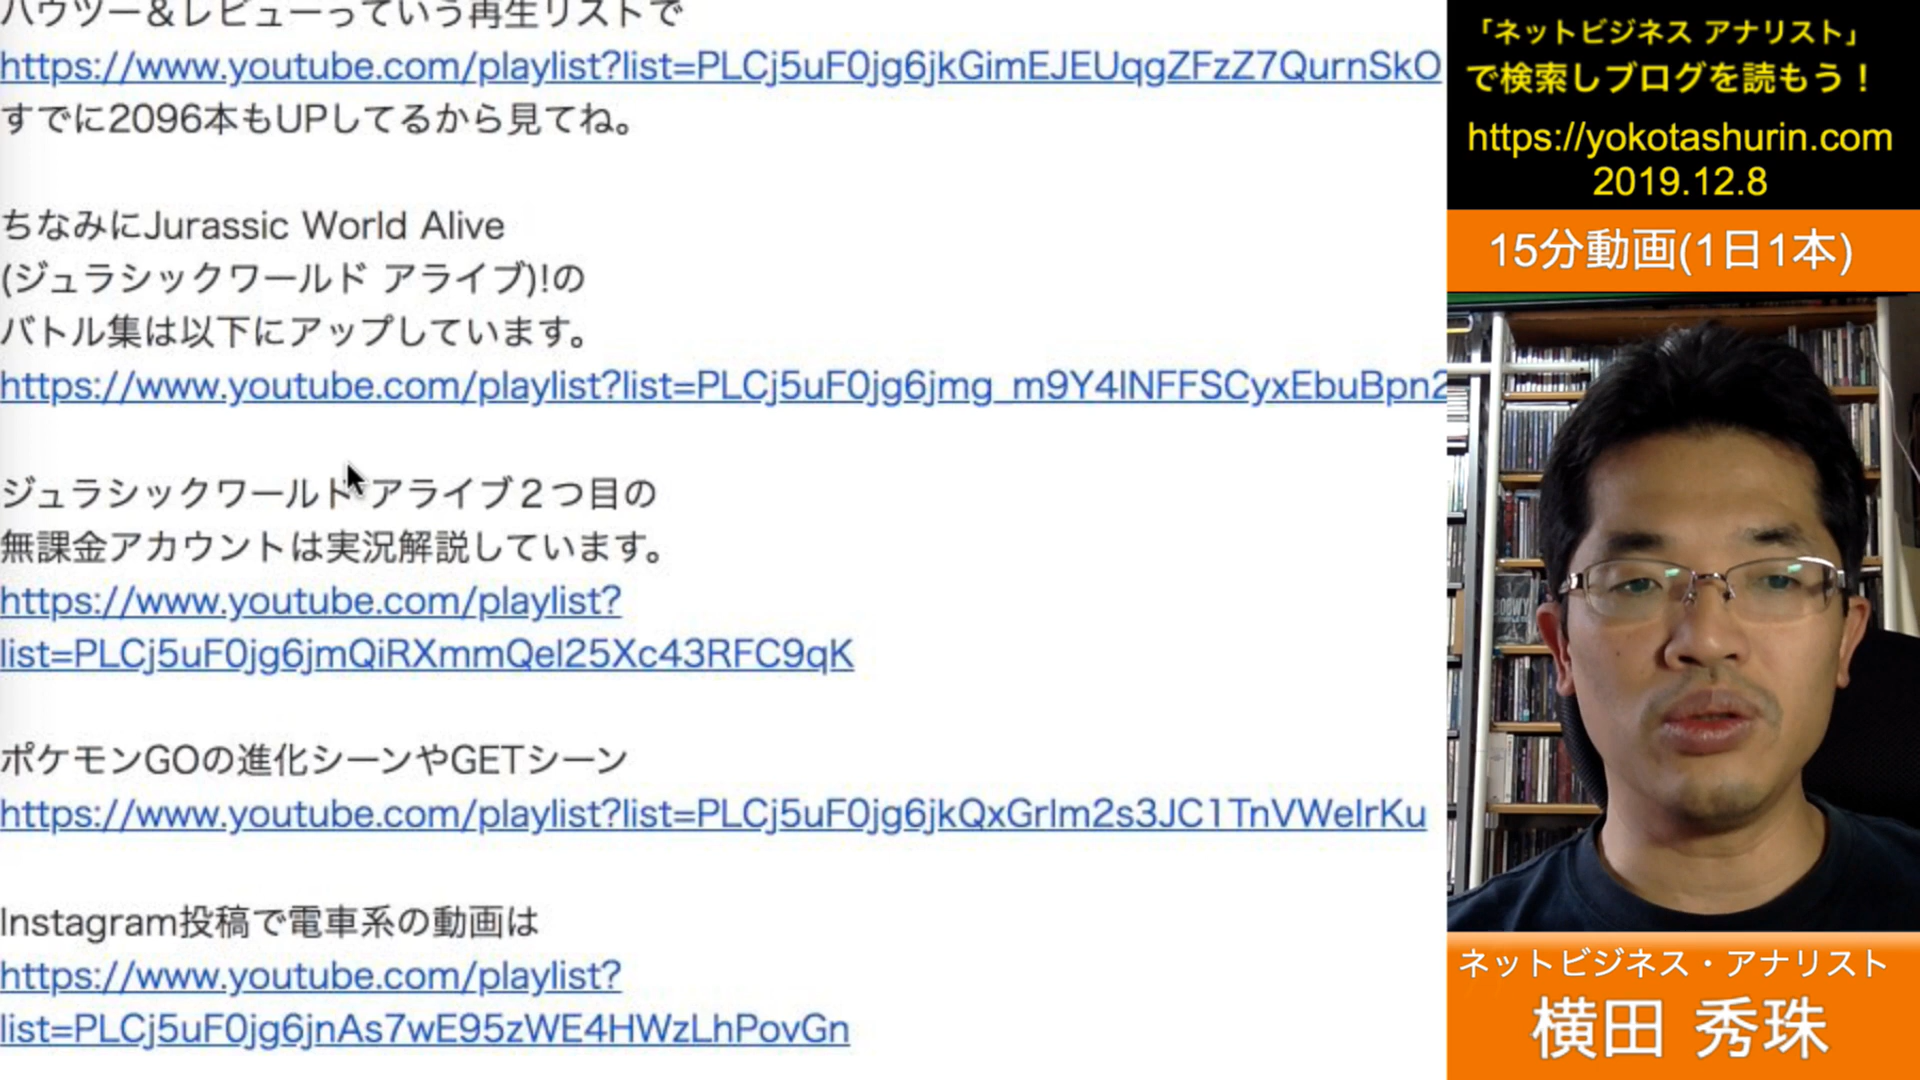 ハウツー＆レビューっていう再生リストで
https://www.youtube.com/playlist?list=PLCj5uF0jg6jkGimEJEUqgZFzZ7QurnSkO
すでに2096本もUPしてるから見てね。
ちなみにJurassic World Alive
(ジュラシックワールド アライブ)!の
バトル集は以下にアップしています。
https://www.youtube.com/playlist?list=PLCj5uF0jg6jmg_m9Y4lNFFSCyxEbuBpn2
ジュラシックワールド アライブ２つ目の
無課金アカウントは実況解説しています。
https://www.youtube.com/playlist?
list=PLCj5uF0jg6jmQiRXmmQel25Xc43RFC9qK
ポケモンGOの進化シーンやGETシーン
https://www.youtube.com/playlist?list=PLCj5uF0jg6jkQxGrlm2s3JC1TnVWeIrKu
Instagram投稿で電車系の動画は
https://www.youtube.com/playlist?
list=PLCj5uF0jg6jnAs7wE95zWE4HWzLhPovGn
「ネットビジネス アナリスト」
で検索しブログを読もう！
https://yokotashurin.com
2019.12.8
15分動画(1日1本)
ネットビジネス・アナリスト
横田 秀珠